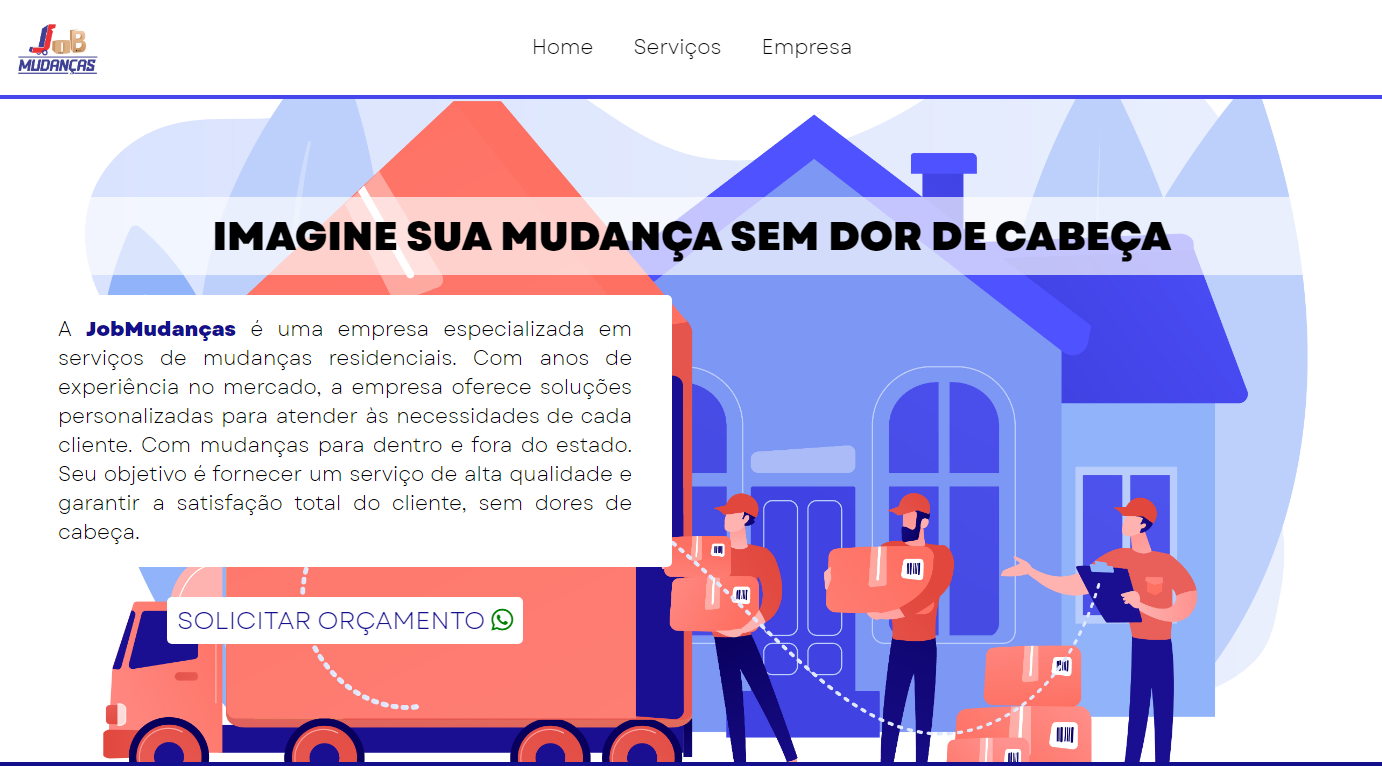 JOB
MUDANÇAS
Home Serviços Empresa
IMAGINE SUA MUDANÇA SEM DOR DE CABEÇA
A JobMudanças é uma empresa especializada em
serviços de mudanças residenciais. Com anos de
experiência no mercado, a empresa oferece soluções
personalizadas para atender às necessidades de cada
cliente. Com mudanças para dentro e fora do estado.
Seu objetivo é fornecer um serviço de alta qualidade e
garantir a satisfação total do cliente, sem dores de
cabeça.
SOLICITAR ORÇAMENTO